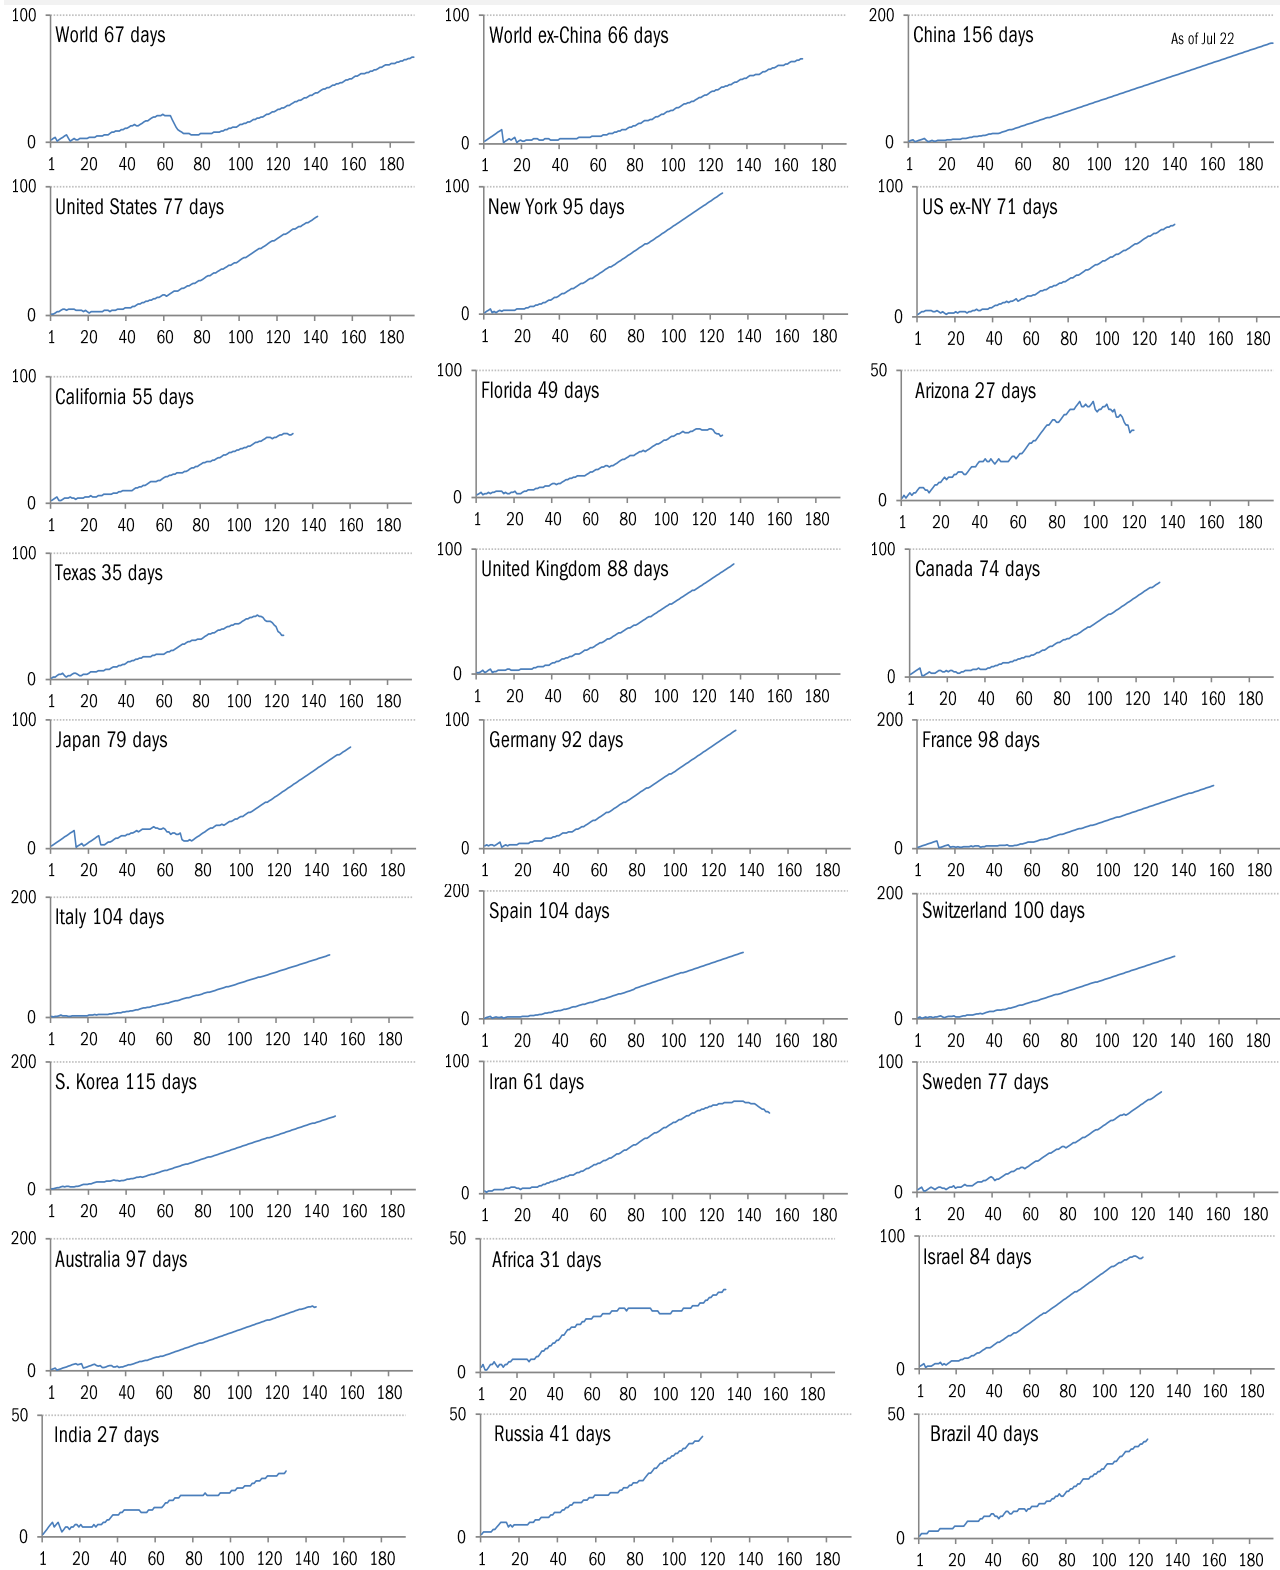 100 100 200
World 67 days World ex-China 66 days China 156 days As of Jul 22
0 0 0
1 20 40 60 80 100 120 140 160 180 1 20 40 60 80 100 120 140 160 180 1 20 40 60 80 100 120 140 160 180
100 100 100
United States 77 days New York 95 days US ex-NY 71 days
0 0 0
1 20 40 60 80 100 120 140 160 180 1 20 40 60 80 100 120 140 160 180 1 20 40 60 80 100 120 140 160 180
100 100 50
California 55 days Florida 49 days Arizona 27 days
0 0 0
1 20 40 60 80 100 120 140 160 180 1 20 40 60 80 100 120 140 160 180 1 20 40 60 80 100 120 140 160 180
100 100 100
Texas 35 days United Kingdom 88 days Canada 74 days
0 0 0
1 20 40 60 80 100 120 140 160 180 1 20 40 60 80 100 120 140 160 180 1 20 40 60 80 100 120 140 160 180
100 100 200
Japan 79 days Germany 92 days France 98 days
0 0 0
1 20 40 60 80 100 120 140 160 180 1 20 40 60 80 100 120 140 160 180 1 20 40 60 80 100 120 140 160 180
200 200 200
Italy 104 days Spain 104 days Switzerland 100 days
0 0 0
1 20 40 60 80 100 120 140 160 180 1 20 40 60 80 100 120 140 160 180 1 20 40 60 80 100 120 140 160 180
200 100 100
S. Korea 115 days Iran 61 days Sweden 77 days
0 0 0
1 20 40 60 80 100 120 140 160 180 1 20 40 60 80 100 120 140 160 180 1 20 40 60 80 100 120 140 160 180
200 50 100
Australia 97 days Africa 31 days Israel 84 days
0 0 0
1 20 40 60 80 100 120 140 160 180 1 20 40 60 80 100 120 140 160 180 1 20 40 60 80 100 120 140 160 180
50 50 50
India 27 days Russia 41 days Brazil 40 days
0 0 0
1 20 40 60 80 100 120 140 160 180 1 20 40 60 80 100 120 140 160 180 1 20 40 60 80 100 120 140 160 180